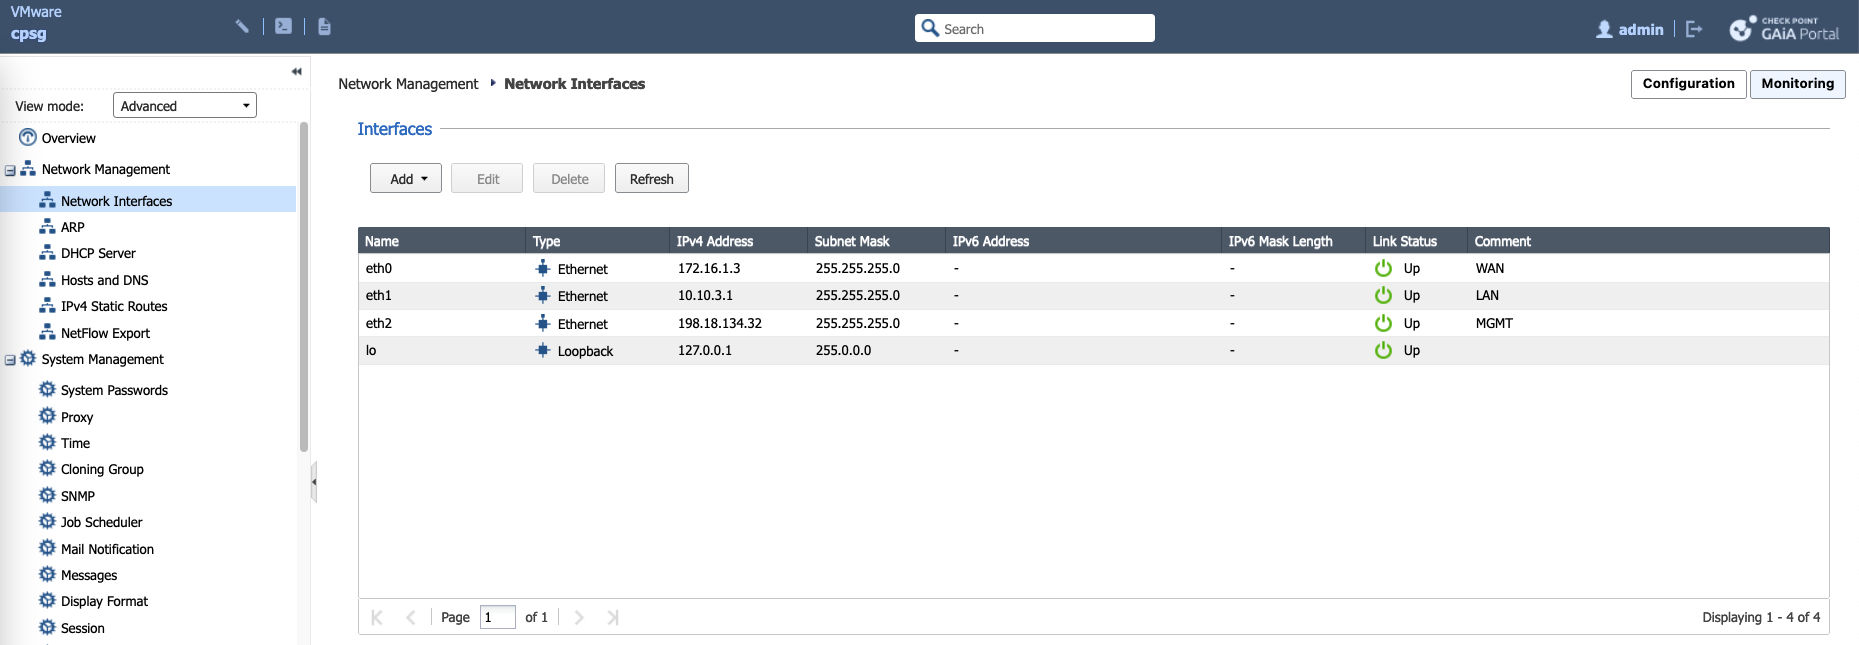 VMware
cpsg
Search
admin
CHECK POINT
GAiA Portal
View mode: Advanced
Overview
Network Management
Network Interfaces
ARP
DHCP Server
Hosts and DNS
IPv4 Static Routes
NetFlow Export
System Management
System Passwords
Proxy
Time
Cloning Group
SNMP
Job Scheduler
Mail Notification
Messages
Display Format
Session
Network Management Network Interfaces
Configuration Monitoring
Interfaces
Add Edit Delete Refresh
Name Type IPv4 Address Subnet Mask IPv6 Address IPv6 Mask Length Link Status Comment
eth0 Ethernet 172.16.1.3 255.255.255.0 - - Up WAN
eth1 Ethernet 10.10.3.1 255.255.255.0 - - Up LAN
eth2 Ethernet 198.18.134.32 255.255.255.0 - - Up MGMT
lo Loopback 127.0.0.1 255.0.0.0 - - Up
Page 1 of 1
Displaying 1 - 4 of 4